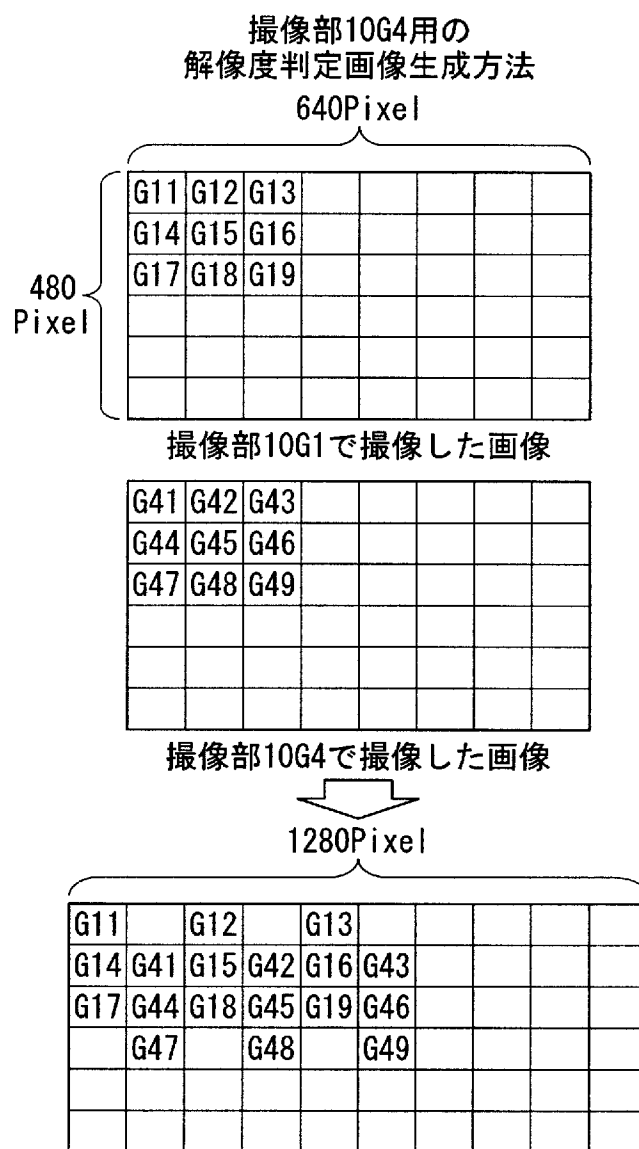 撮像部10G4用の
解像度判定画像生成方法
640Pixel
G11 G12 G13
G14 G15 G16
G17 G18 G19
480
Pixel
撮像部10G1で撮像した画像
G41 G42 G43
G44 G45 G46
G47 G48 G49
撮像部10G4で撮像した画像
1280Pixel
G11 G12 G13
G14 G41 G15 G42 G16 G43
G17 G44 G18 G45 G19 G46
G47 G48 G49